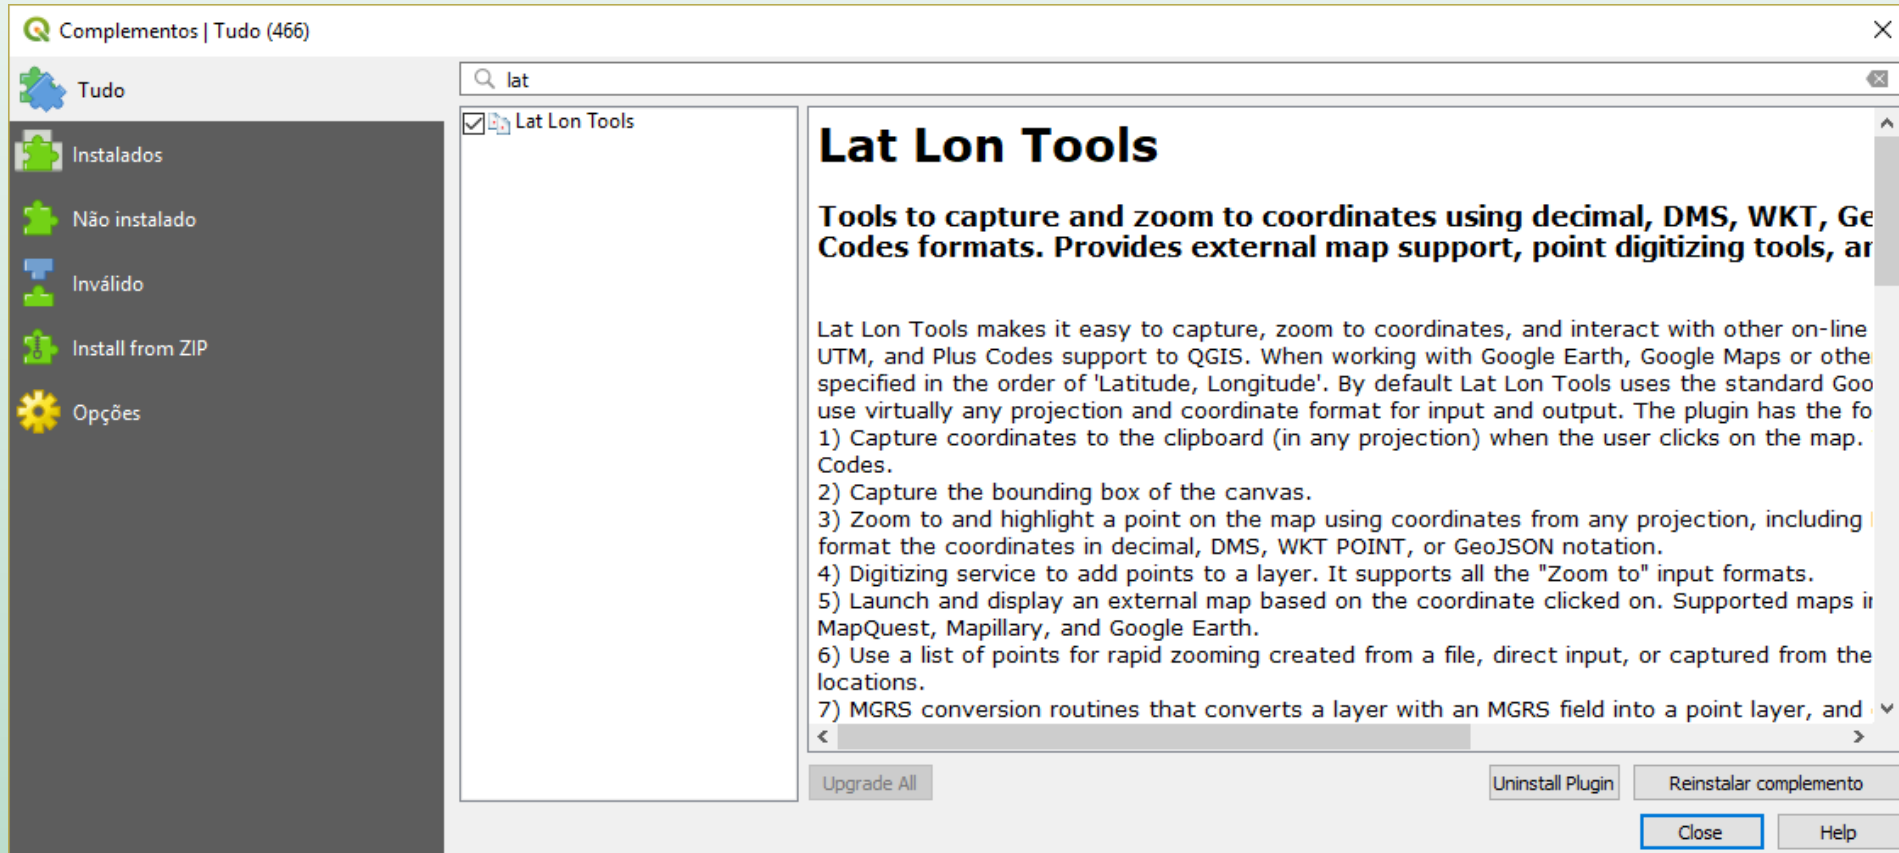 Complementos | Tudo (466)
Tudo
Instalados
Não instalado
Inválido
Install from ZIP
Opções
lat
Lat Lon Tools
Lat Lon Tools
Tools to capture and zoom to coordinates using decimal, DMS, WKT, Ge
Codes formats. Provides external map support, point digitizing tools, an
Lat Lon Tools makes it easy to capture, zoom to coordinates, and interact with other on-line
UTM, and Plus Codes support to QGIS. When working with Google Earth, Google Maps or othe
specified in the order of 'Latitude, Longitude'. By default Lat Lon Tools uses the standard Goo
use virtually any projection and coordinate format for input and output. The plugin has the fo
1) Capture coordinates to the clipboard (in any projection) when the user clicks on the map.
Codes.
2) Capture the bounding box of the canvas.
3) Zoom to and highlight a point on the map using coordinates from any projection, including
format the coordinates in decimal, DMS, WKT POINT, or GeoJSON notation.
4) Digitizing service to add points to a layer. It supports all the "Zoom to" input formats.
5) Launch and display an external map based on the coordinate clicked on. Supported maps i
MapQuest, Mapillary, and Google Earth.
6) Use a list of points for rapid zooming created from a file, direct input, or captured from the
locations.
7) MGRS conversion routines that converts a layer with an MGRS field into a point layer, and
Upgrade All
Uninstall Plugin
Reinstalar complemento
Close
Help